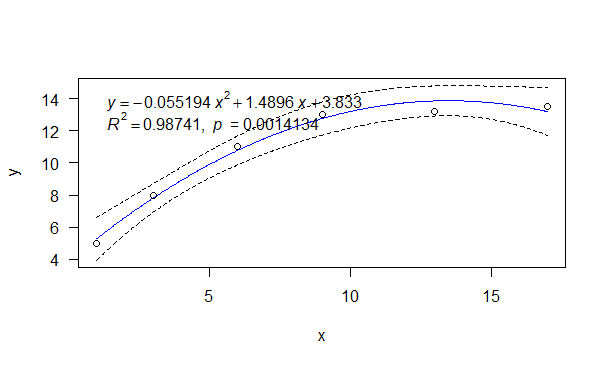 y = −0.055194 x² + 1.4896 x + 3.833
R² = 0.98741, p = 0.0014134
14
12
10
8
6
4
y
5 10 15
x